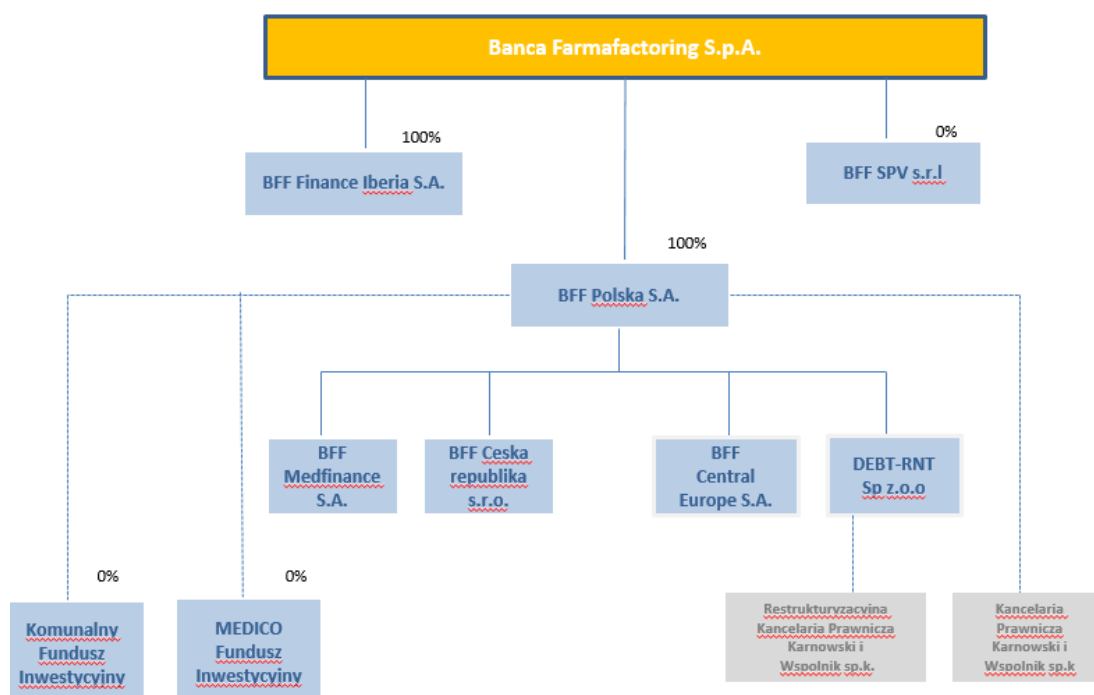 Banca Farmafactoring S.p.A.
100%
BFF Finance Iberia S.A.
0%
BFF SPV s.r.l
100%
BFF Polska S.A.
BFF
Medfinance
S.A.
BFF Ceska
republika
s.r.o.
BFF
Central
Europe S.A.
DEBT-RNT
Sp z.o.o
0%
Komunalny
Fundusz
Inwestycyjny
0%
MEDICO
Fundusz
Inwestycyjny
Restrukturyzacyjna
Kancelaria Prawnicza
Karnowski i
Wspolnik sp.k.
Kancelaria
Prawnicza
Karnowski i
Wspolnik sp.k